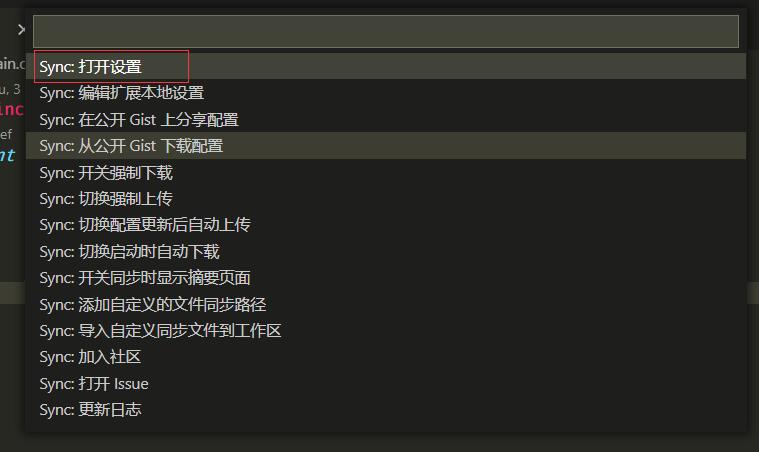 ain.c
u, 3
inc
ef
nt
Sync: 打开设置
Sync: 编辑扩展本地设置
Sync: 在公开 Gist 上分享配置
Sync: 从公开 Gist 下载配置
Sync: 开关强制下载
Sync: 切换强制上传
Sync: 切换配置更新后自动上传
Sync: 切换启动时自动下载
Sync: 开关同步时显示摘要页面
Sync: 添加自定义的文件同步路径
Sync: 导入自定义同步文件到工作区
Sync: 加入社区
Sync: 打开 Issue
Sync: 更新日志